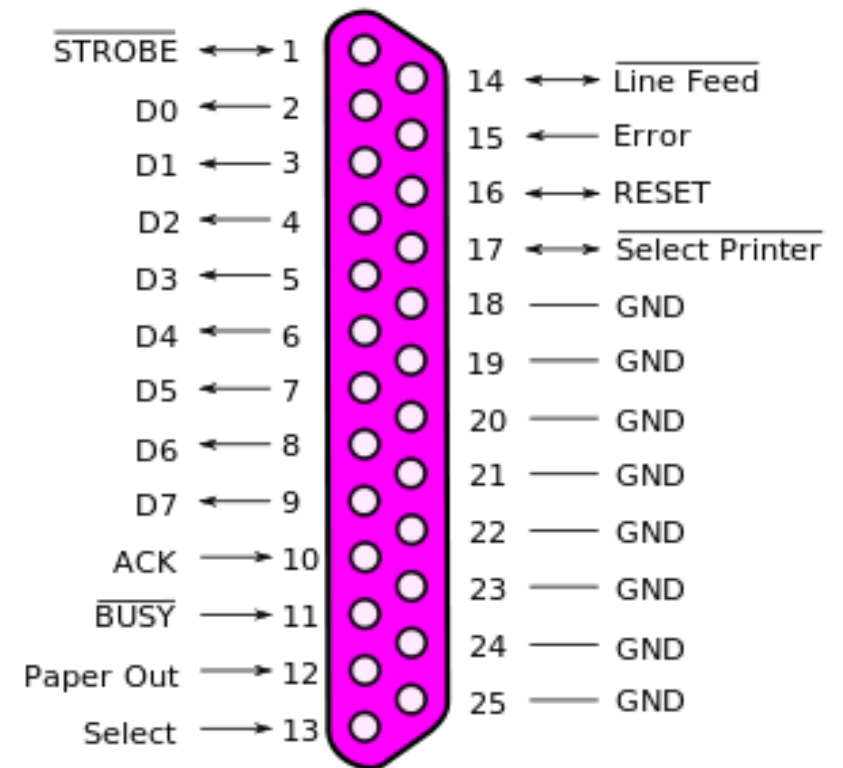 STROBE 1
D0 2
D1 3
D2 4
D3 5
D4 6
D5 7
D6 8
D7 9
ACK 10
BUSY 11
Paper Out 12
Select 13
14 Line Feed
15 Error
16 RESET
17 Select Printer
18 GND
19 GND
20 GND
21 GND
22 GND
23 GND
24 GND
25 GND